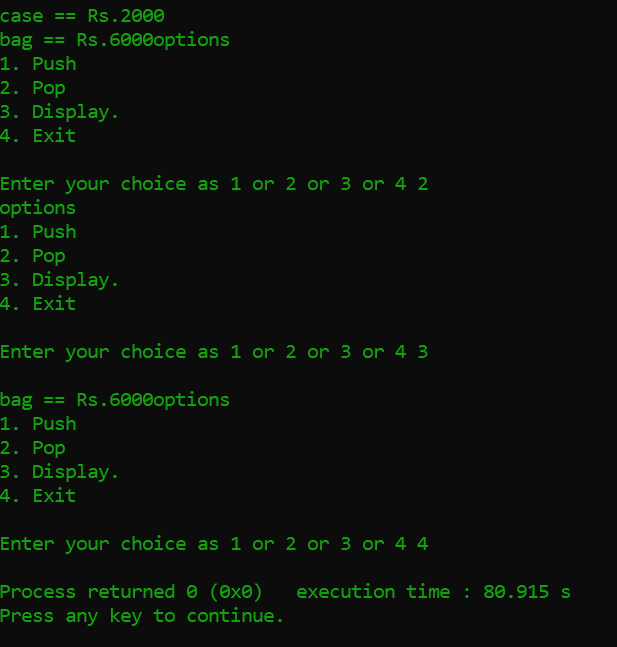 case == Rs.2000
bag == Rs.6000options
1. Push
2. Pop
3. Display.
4. Exit
Enter your choice as 1 or 2 or 3 or 4 2
options
1. Push
2. Pop
3. Display.
4. Exit
Enter your choice as 1 or 2 or 3 or 4 3
bag == Rs.6000options
1. Push
2. Pop
3. Display.
4. Exit
Enter your choice as 1 or 2 or 3 or 4 4
Process returned 0 (0x0)   execution time : 80.915 s
Press any key to continue.